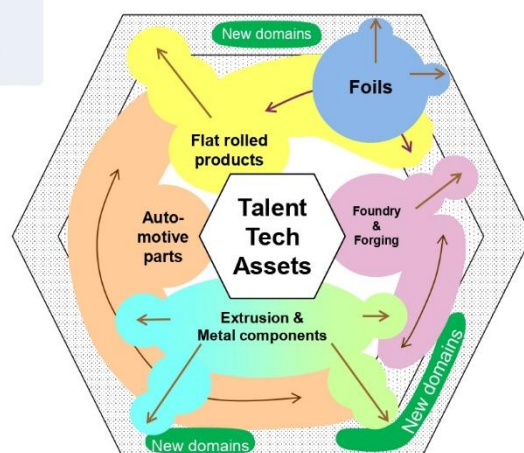 New domains
Foils
Flat rolled
products
Auto-
motive
parts
Talent
Tech
Assets
Foundry
&
Forging
Extrusion &
Metal components
New domains
New domains